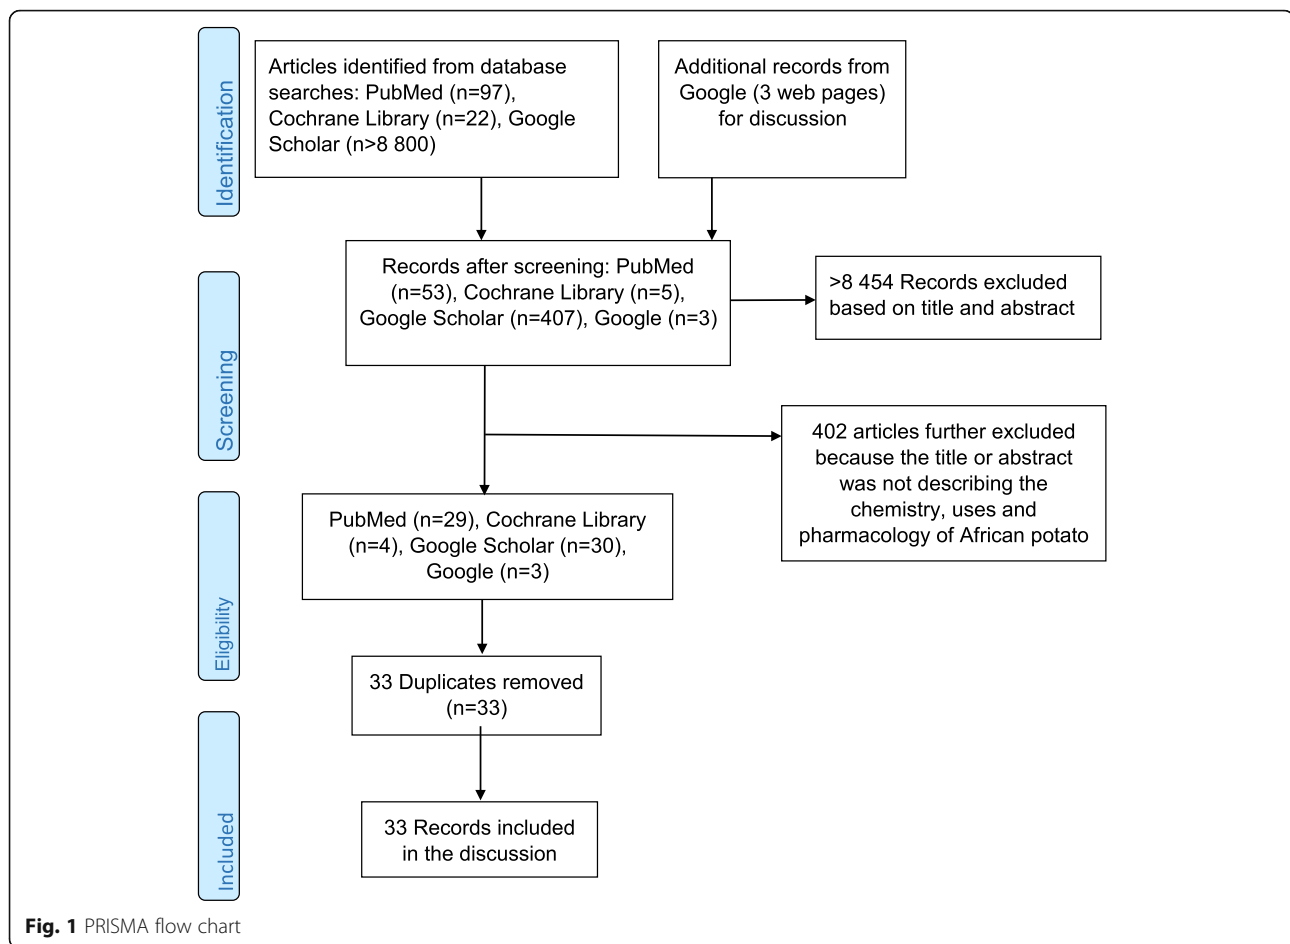 Identification
Articles identified from database
searches: PubMed (n=97),
Cochrane Library (n=22), Google
Scholar (n>8 800)
Additional records from
Google (3 web pages)
for discussion
Screening
Records after screening: PubMed
(n=53), Cochrane Library (n=5),
Google Scholar (n=407), Google (n=3)
>8 454 Records excluded
based on title and abstract
402 articles further excluded
because the title or abstract
was not describing the
chemistry, uses and
pharmacology of African potato
Eligibility
PubMed (n=29), Cochrane Library
(n=4), Google Scholar (n=30),
Google (n=3)
33 Duplicates removed
(n=33)
Included
33 Records included
in the discussion
Fig. 1 PRISMA flow chart